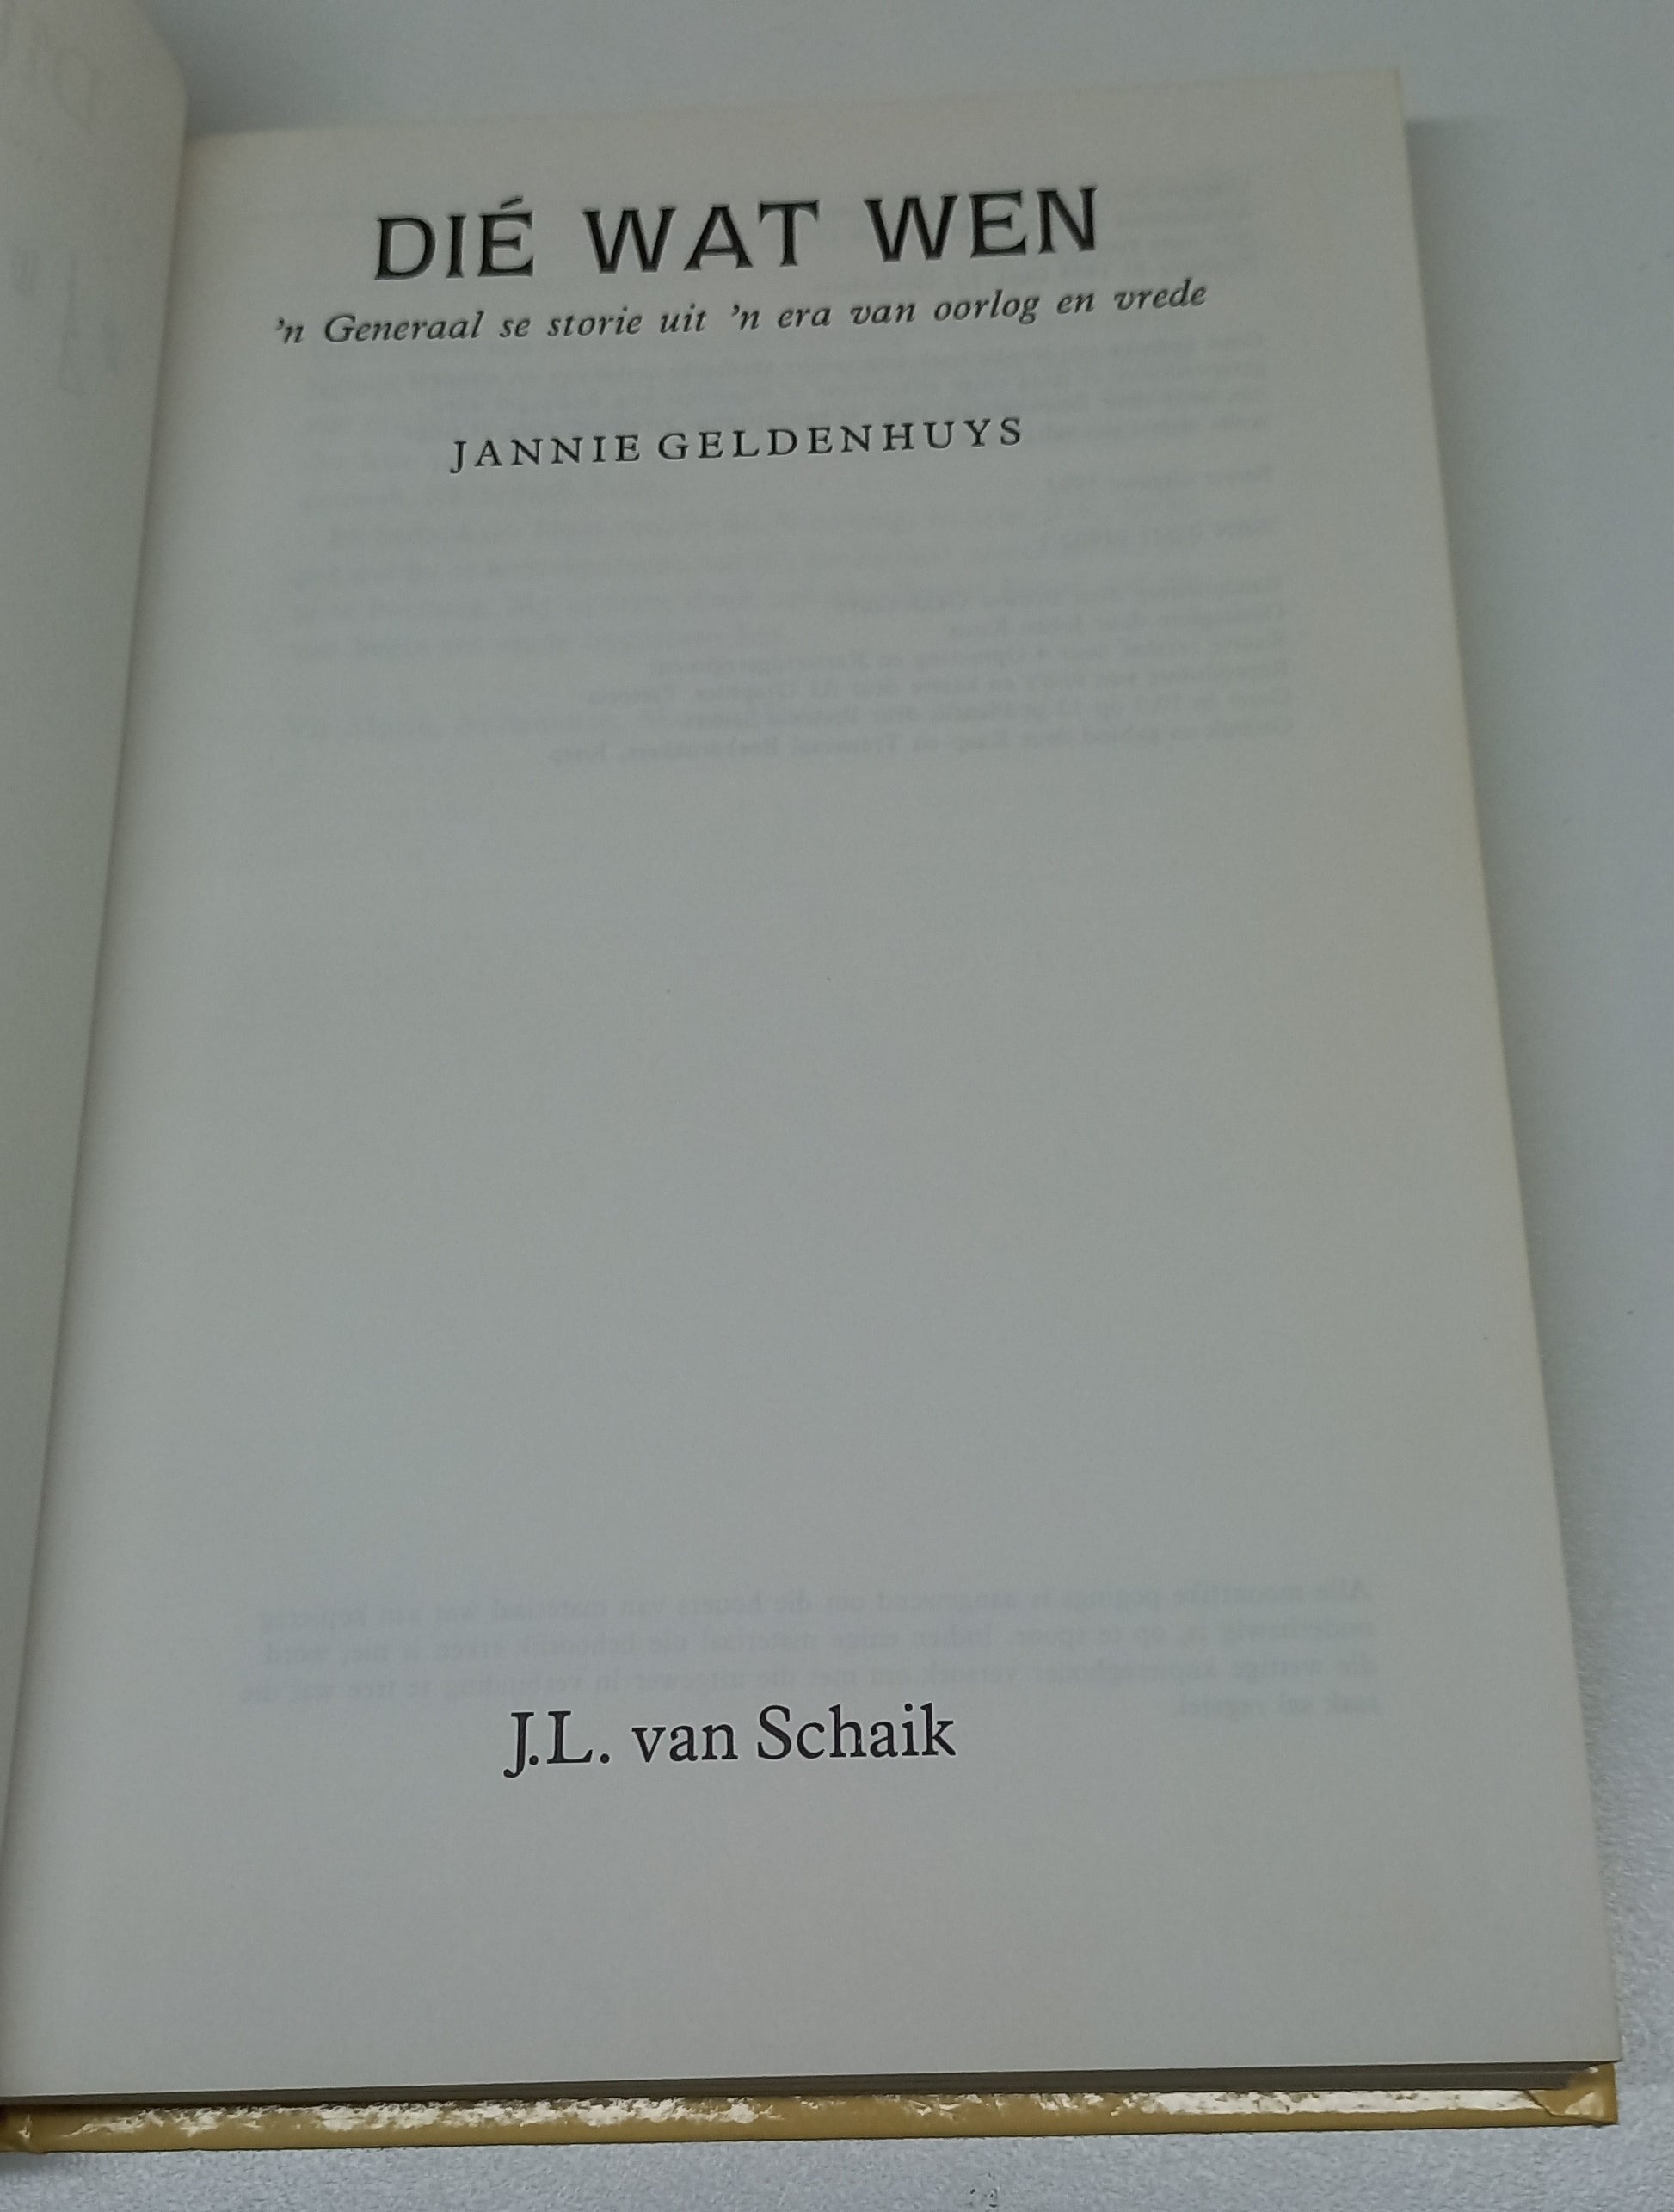 DIÉ WAT WEN
’n Generaal se storie uit ’n era van oorlog en vrede
JANNIE GELDENHUYS
J.L. van Schaik